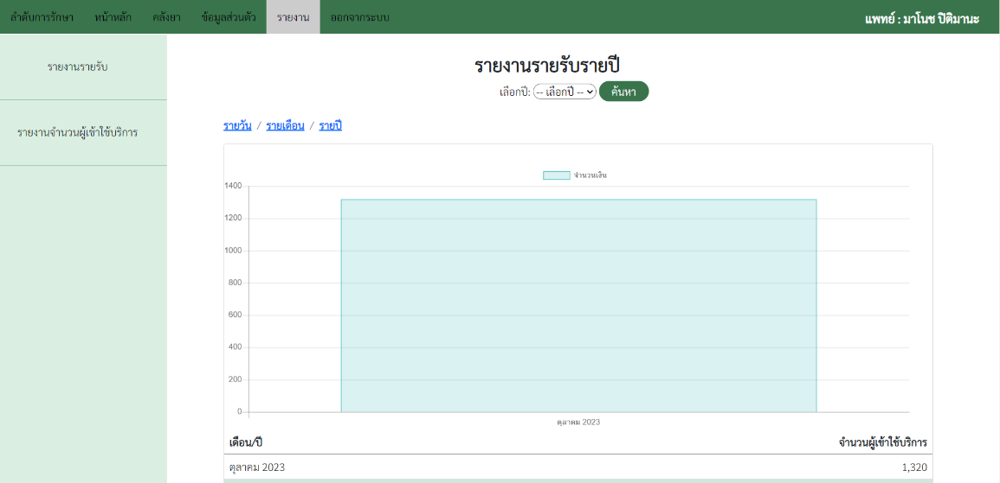 ลำดับการรักษา หน้าหลัก คลังยา ข้อมูลส่วนตัว รายงาน ออกจากระบบ แพทย์ : มาโนช ปิติมานะ
รายงานรายรับ
รายงานจำนวนผู้เข้าใช้บริการ
รายงานรายรับรายปี
เลือกปี: -- เลือกปี -- ค้นหา
รายวัน / รายเดือน / รายปี
จำนวนเงิน
1400
1200
1000
800
600
400
200
0
ตุลาคม 2023
เดือน/ปี จำนวนผู้เข้าใช้บริการ
ตุลาคม 2023 1,320